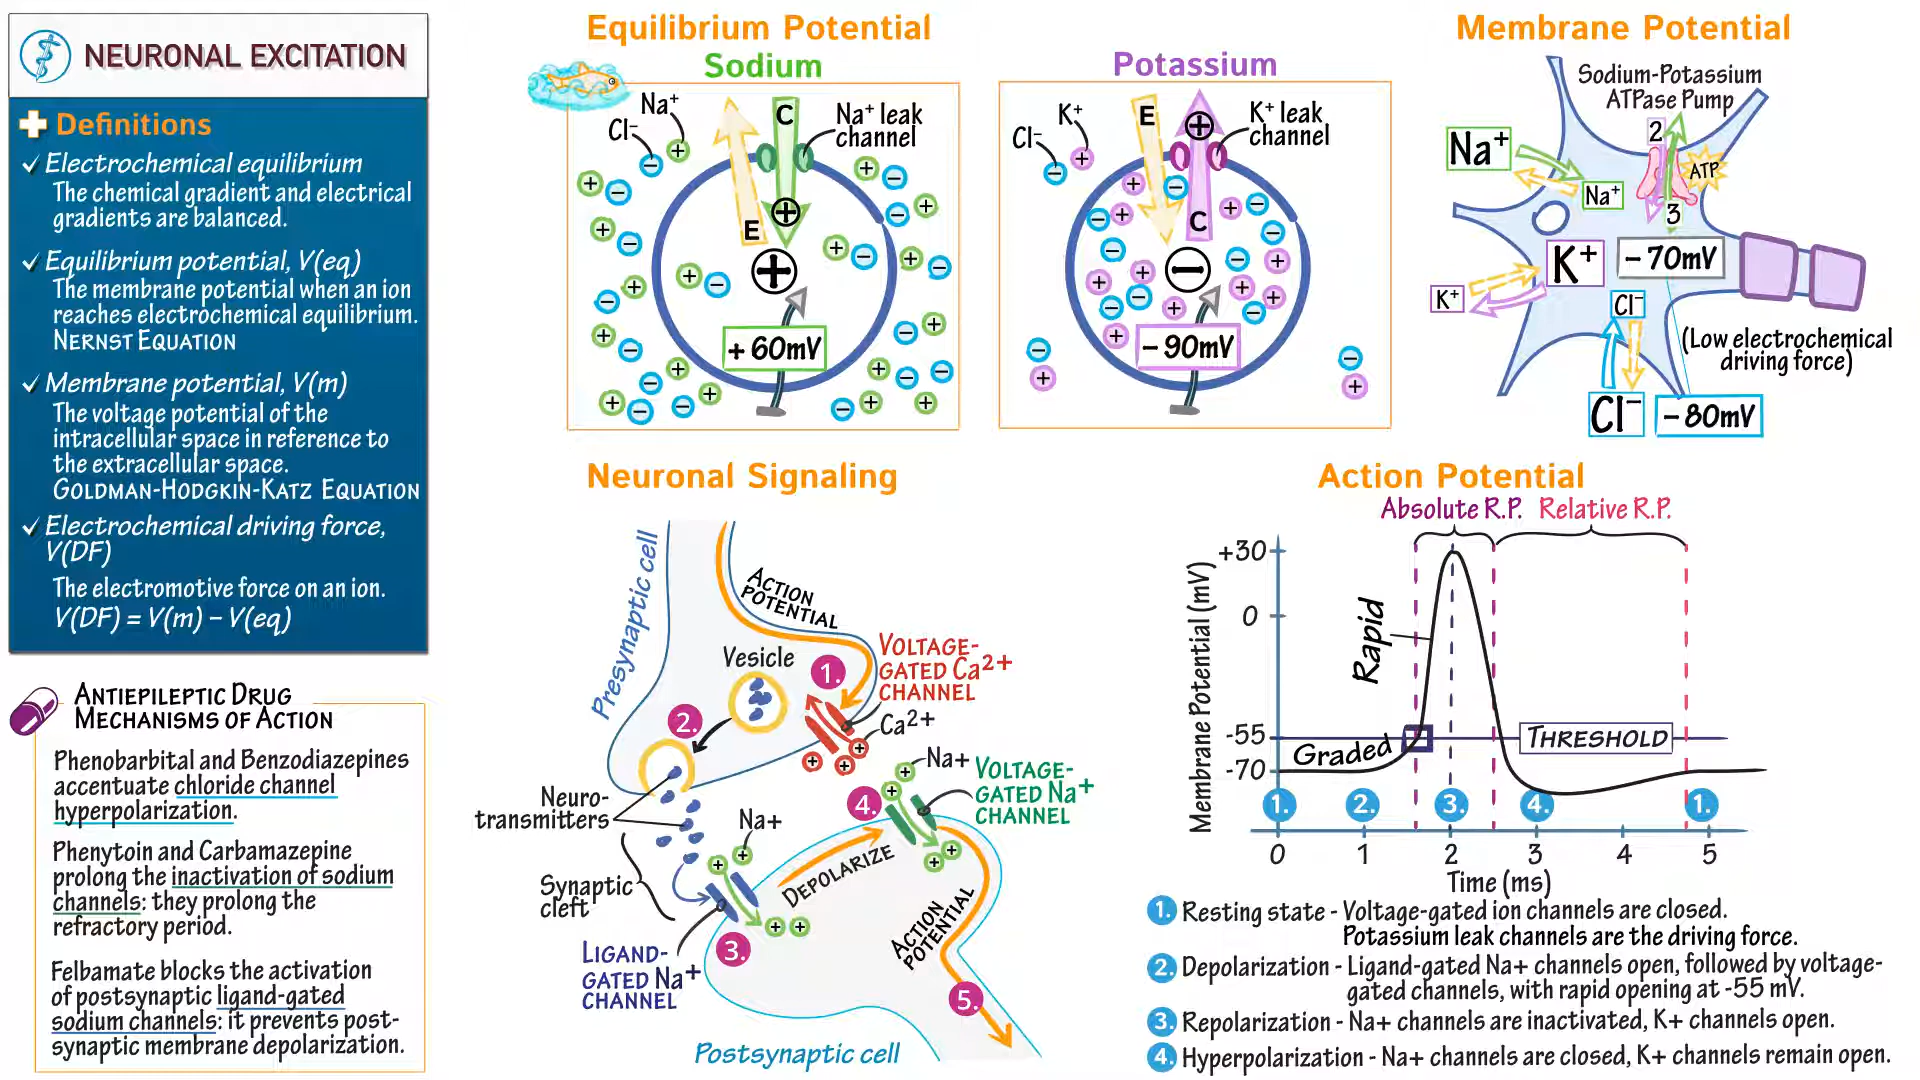 NEURONAL EXCITATION
Definitions
Electrochemical equilibrium
The chemical gradient and electrical
gradients are balanced.
Equilibrium potential, V(eq)
The membrane potential when an ion
reaches electrochemical equilibrium.
NERNST EQUATION
Membrane potential, V(m)
The voltage potential of the
intracellular space in reference to
the extracellular space.
GOLDMAN-HODGKIN-KATZ EQUATION
Electrochemical driving force,
V(DF)
The electromotive force on an ion.
V(DF) = V(m) – V(eq)
ANTIEPILEPTIC DRUG
MECHANISMS OF ACTION
Phenobarbital and Benzodiazepines
accentuate chloride channel
hyperpolarization.
Phenytoin and Carbamazepine
prolong the inactivation of sodium
channels: they prolong the
refractory period.
Felbamate blocks the activation
of postsynaptic ligand-gated
sodium channels: it prevents post-
synaptic membrane depolarization.
Equilibrium Potential
Sodium
Na⁺
Cl⁻
C
Na⁺ leak
channel
E
+ 60mV
Potassium
K⁺
Cl⁻
E
K⁺ leak
channel
C
– 90mV
Membrane Potential
Sodium-Potassium
ATPase Pump
Na⁺
Na⁺
2
ATP
3
K⁺
– 70mV
K⁺
Cl⁻
(Low electrochemical
driving force)
Cl⁻
– 80mV
Neuronal Signaling
Presynaptic cell
ACTION
POTENTIAL
Vesicle
1.
VOLTAGE-
GATED Ca2+
CHANNEL
2.
Ca2+
Na+
VOLTAGE-
GATED Na+
CHANNEL
4.
Neuro-
transmitters
Na+
DEPOLARIZE
Synaptic
cleft
ACTION
POTENTIAL
3.
LIGAND-
GATED Na+
CHANNEL
5.
Postsynaptic cell
Action Potential
Absolute R.P.
Relative R.P.
Membrane Potential (mV)
+30
0
-55
-70
Rapid
Graded
THRESHOLD
1.
2.
3.
4.
1.
0
1
2
3
4
5
Time (ms)
1. Resting state - Voltage-gated ion channels are closed.
Potassium leak channels are the driving force.
2. Depolarization - Ligand-gated Na+ channels open, followed by voltage-
gated channels, with rapid opening at -55 mV.
3. Repolarization - Na+ channels are inactivated, K+ channels open.
4. Hyperpolarization - Na+ channels are closed, K+ channels remain open.